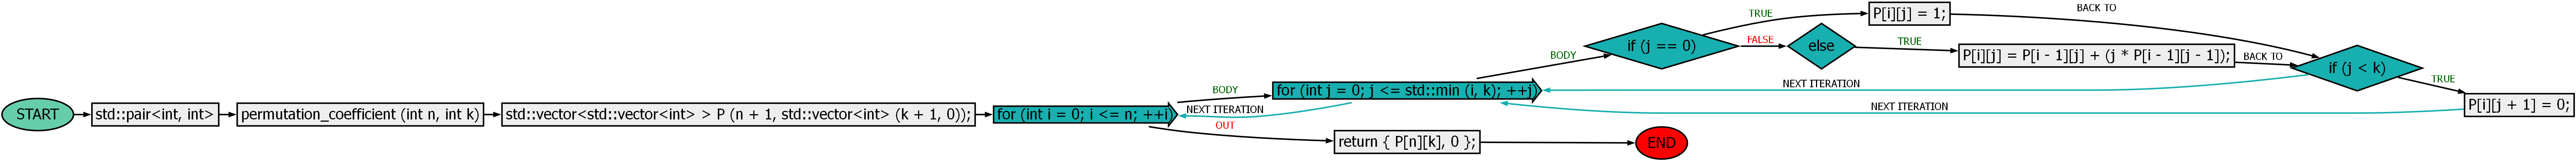 START
std::pair<int, int>
permutation_coefficient (int n, int k)
std::vector<std::vector<int> > P (n + 1, std::vector<int> (k + 1, 0));
for (int i = 0; i <= n; ++i)
BODY
NEXT ITERATION
OUT
for (int j = 0; j <= std::min (i, k); ++j)
BODY
if (j == 0)
TRUE
P[i][j] = 1;
BACK TO
FALSE
else
TRUE
P[i][j] = P[i - 1][j] + (j * P[i - 1][j - 1]);
BACK TO
if (j < k)
NEXT ITERATION
TRUE
P[i][j + 1] = 0;
NEXT ITERATION
return { P[n][k], 0 };
END